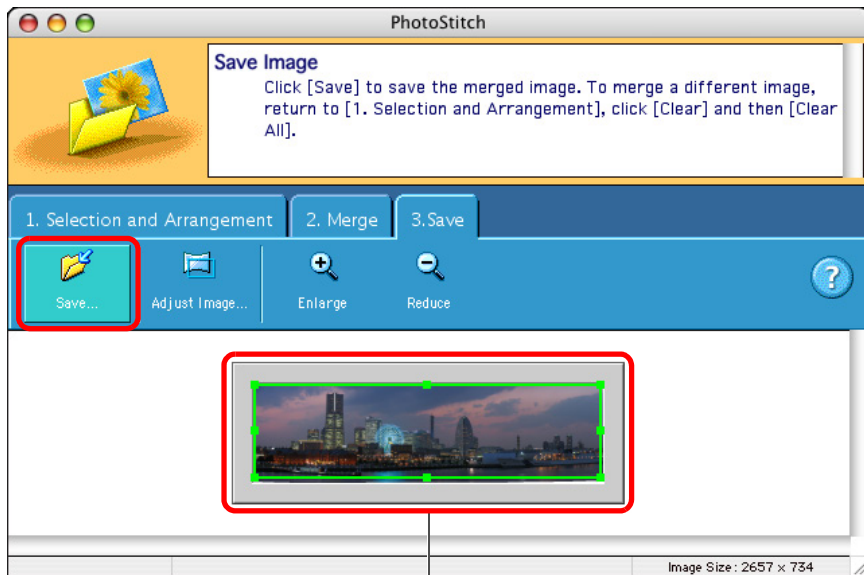 PhotoStitch
Save Image
Click [Save] to save the merged image. To merge a different image,
return to [1. Selection and Arrangement], click [Clear] and then [Clear
All].
1. Selection and Arrangement
2. Merge
3.Save
Save...
Adjust Image...
Enlarge
Reduce
?
Image Size : 2657 × 734